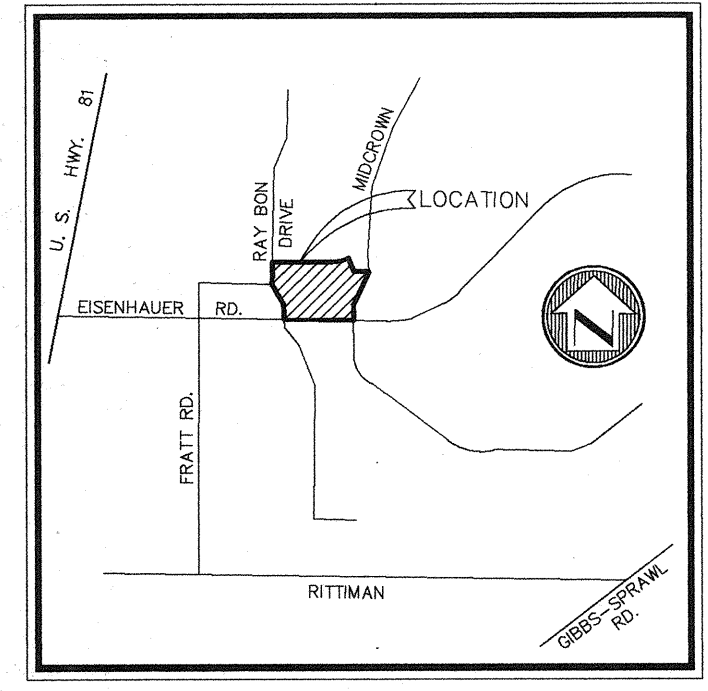 U. S. HWY. 81
MIDCROWN
RAY BON
DRIVE
LOCATION
EISENHAUER RD.
N
FRATT RD.
RITTIMAN
GIBBS-SPRAWL
RD.